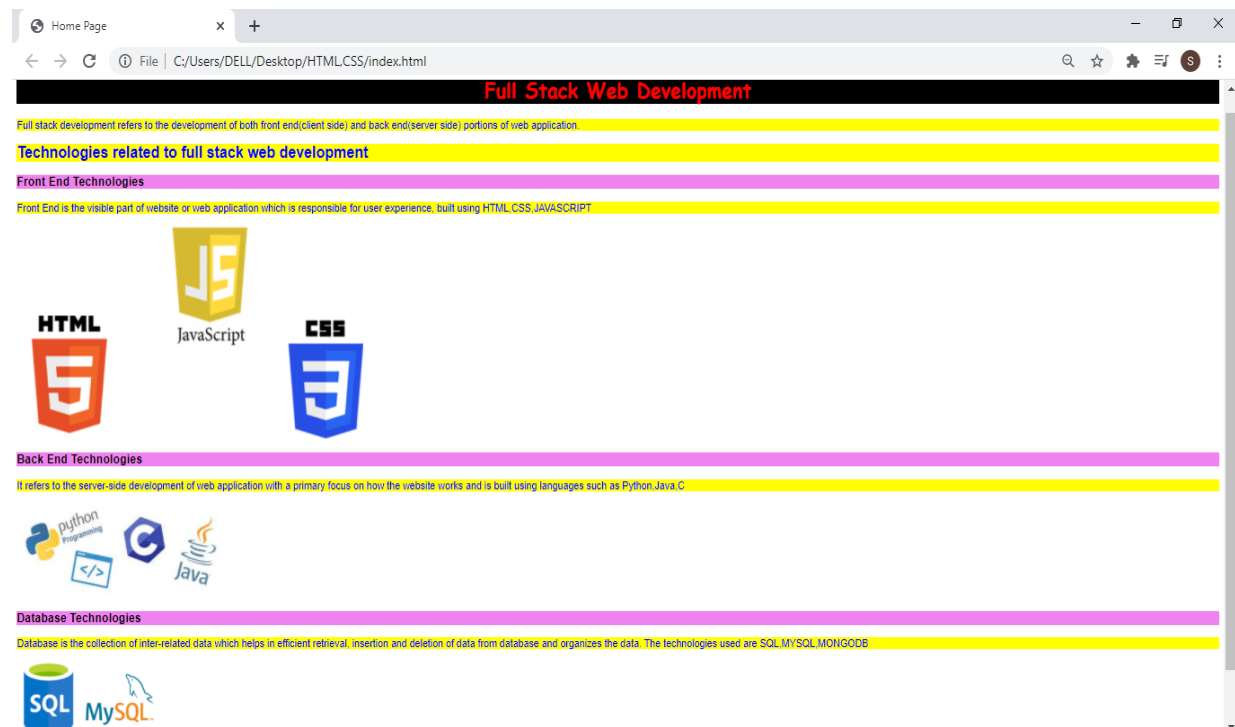 Home Page
File C:/Users/DELL/Desktop/HTML,CSS/index.html
S
Full Stack Web Development
Full stack development refers to the development of both front end(client side) and back end(server side) portions of web application.
Technologies related to full stack web development
Front End Technologies
Front End is the visible part of website or web application which is responsible for user experience, built using HTML,CSS,JAVASCRIPT
JS
JavaScript
HTML
5
CSS
3
Back End Technologies
It refers to the server-side development of web application with a primary focus on how the website works and is built using languages such as Python,Java,C
python
Programming
</>
C
Java
Database Technologies
Database is the collection of inter-related data which helps in efficient retrieval, insertion and deletion of data from database and organizes the data. The technologies used are SQL,MYSQL,MONGODB
SQL
MySQL